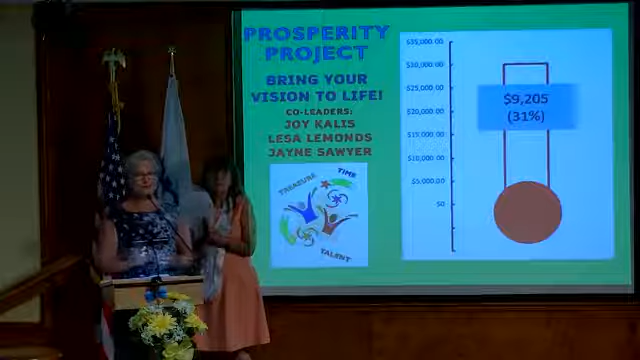 PROSPERITY
PROJECT
BRING YOUR
VISION TO LIFE!
CO-LEADERS:
JOY KALIS
LESA LEMONDS
JAYNE SAWYER
TREASURE
TIME
TALENT
$35,000.00
$30,000.00
$25,000.00
$20,000.00
$15,000.00
$10,000.00
$5,000.00
$0
$9,205
(31%)